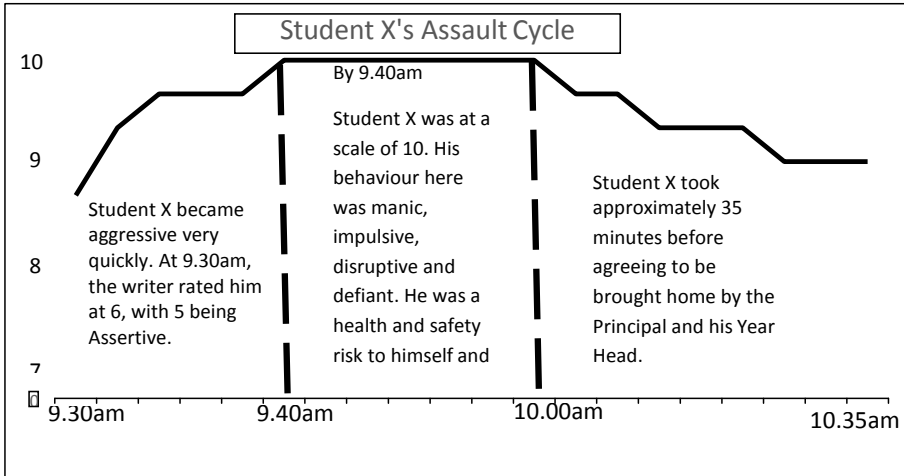 Student X's Assault Cycle
10
9
8
7
0
By 9.40am
Student X was at a
scale of 10. His
behaviour here
was manic,
impulsive,
disruptive and
defiant. He was a
health and safety
risk to himself and
Student X became
aggressive very
quickly. At 9.30am,
the writer rated him
at 6, with 5 being
Assertive.
Student X took
approximately 35
minutes before
agreeing to be
brought home by the
Principal and his Year
Head.
9.30am
9.40am
10.00am
10.35am